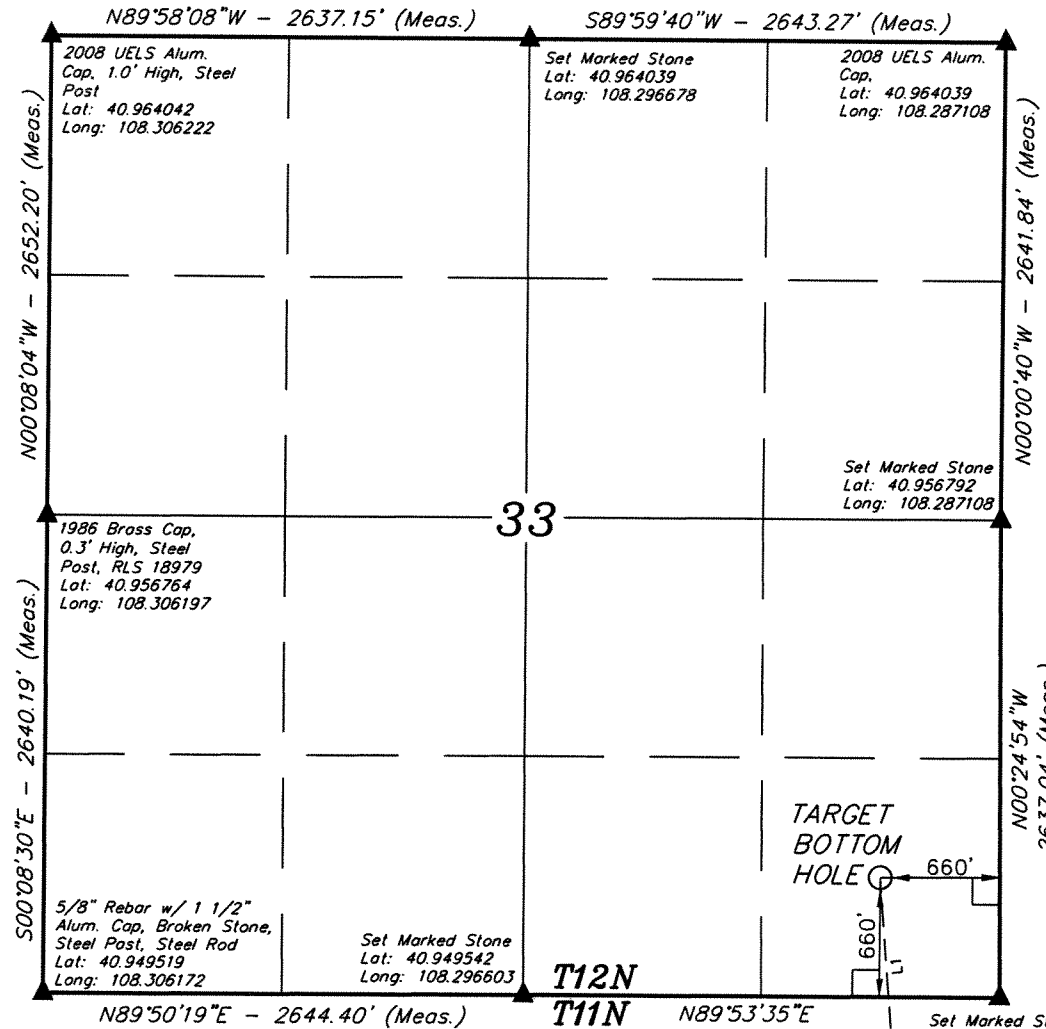 N89°58'08"W - 2637.15' (Meas.)
S89°59'40"W - 2643.27' (Meas.)
2008 UELS Alum.
Cap, 1.0' High, Steel
Post
Lat: 40.964042
Long: 108.306222
Set Marked Stone
Lat: 40.964039
Long: 108.296678
2008 UELS Alum.
Cap,
Lat: 40.964039
Long: 108.287108
N00°08'04"W - 2652.20' (Meas.)
N00°00'40"W - 2641.84' (Meas.)
Set Marked Stone
Lat: 40.956792
Long: 108.287108
33
1986 Brass Cap,
0.3' High, Steel
Post, RLS 18979
Lat: 40.956764
Long: 108.306197
S00°08'30"E - 2640.19' (Meas.)
N00°24'54"W
2637.04' (Meas.)
TARGET
BOTTOM
HOLE
660'
660'
L1
5/8" Rebar w/ 1 1/2"
Alum. Cap, Broken Stone,
Steel Post, Steel Rod
Lat: 40.949519
Long: 108.306172
Set Marked Stone
Lat: 40.949542
Long: 108.296603
T12N
T11N
N89°50'19"E - 2644.40' (Meas.)
N89°53'35"E
Set Marked